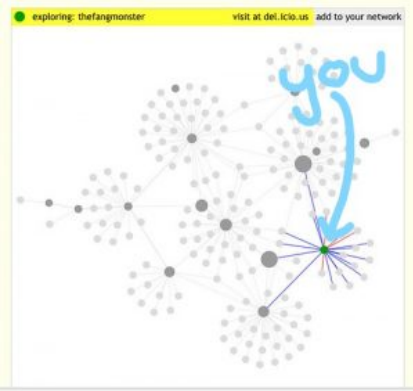 exploring: thefangmonster visit at del.icio.us add to your network
you